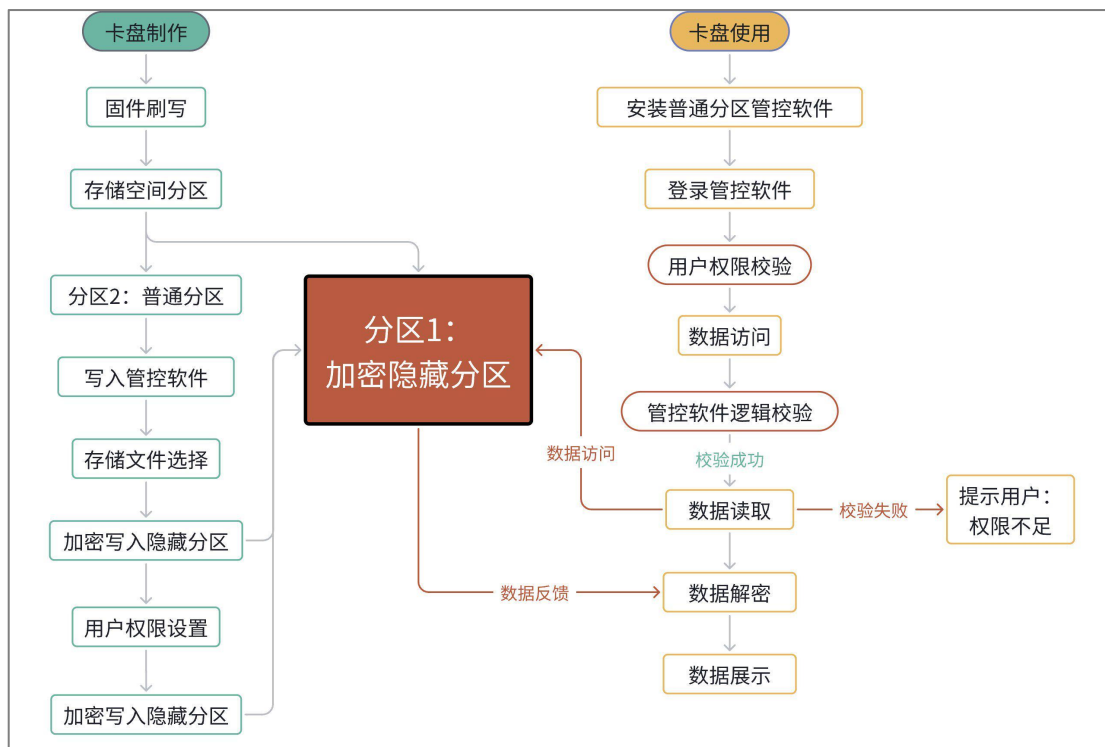 卡盘制作
固件刷写
存储空间分区
分区2：普通分区
写入管控软件
存储文件选择
加密写入隐藏分区
用户权限设置
加密写入隐藏分区
分区1：
加密隐藏分区
卡盘使用
安装普通分区管控软件
登录管控软件
用户权限校验
数据访问
管控软件逻辑校验
校验成功
数据访问
数据读取
校验失败
提示用户：
权限不足
数据反馈
数据解密
数据展示